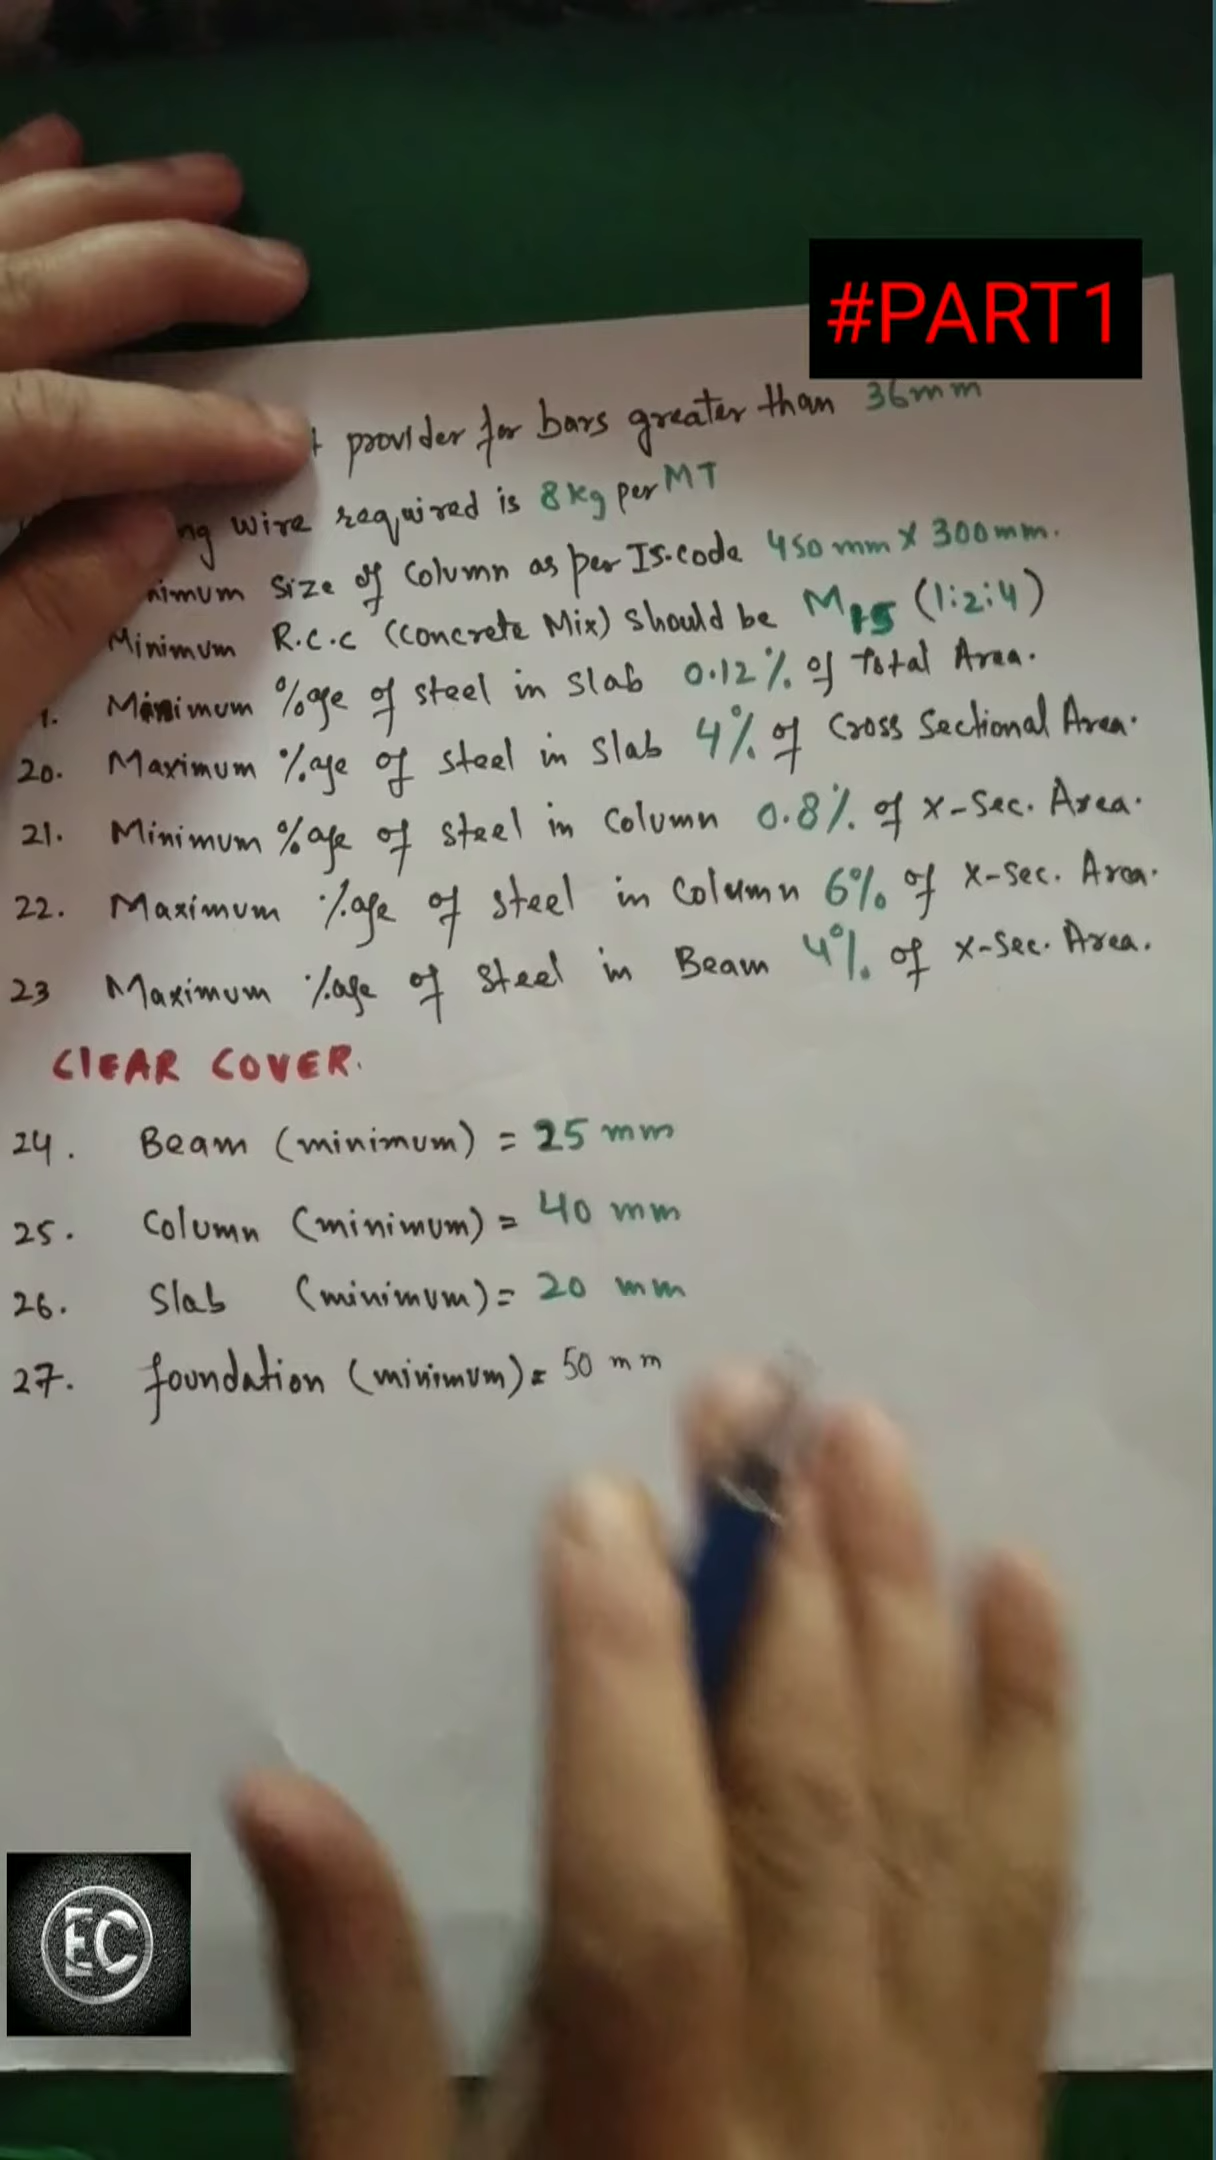 #PART1
provider for bars greater than 36mm
wire required is 8 kg per MT
Size of Column as per IS.code 450 mm X 300mm.
Minimum R.C.C (Concrete Mix) should be M15 (1:2:4)
Minimum %age of steel in slab 0.12% of Total Area.
20. Maximum %age of steel in slab 4% of Cross Sectional Area.
21. Minimum %age of steel in Column 0.8% of x-Sec. Area.
22. Maximum %age of steel in Column 6% of x-sec. Area.
23 Maximum %age of steel in Beam 4% of x-Sec. Area.
ClEAR COVER.
24. Beam (minimum) = 25 mm
25. Column (minimum) = 40 mm
26. Slab (minimum) = 20 mm
27. foundation (minimum) = 50 mm
EC